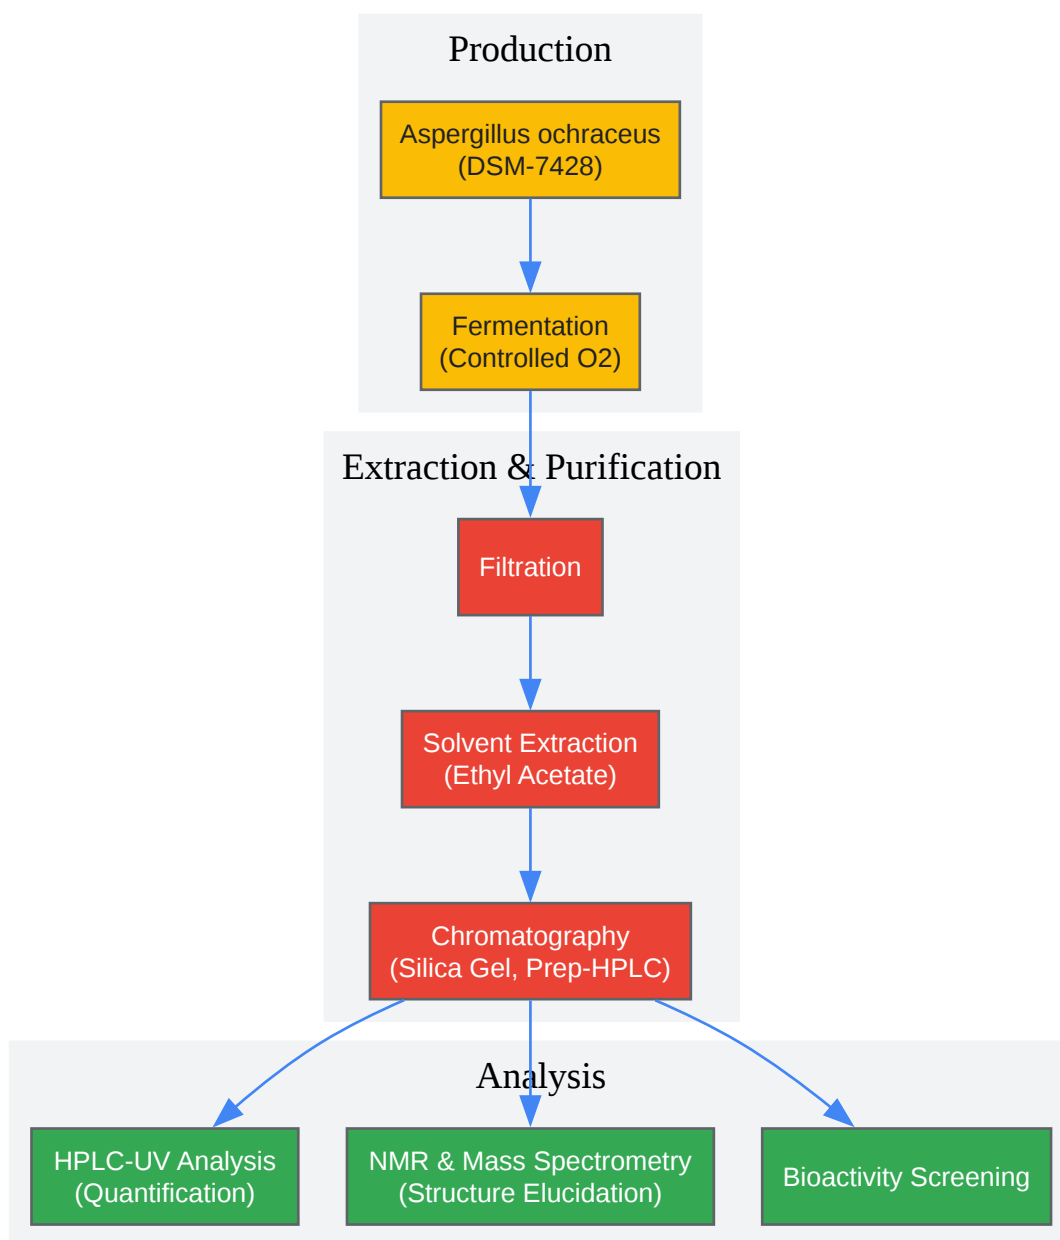 Production
Aspergillus ochraceus
(DSM-7428)
Fermentation
(Controlled O2)
Extraction & Purification
Filtration
Solvent Extraction
(Ethyl Acetate)
Chromatography
(Silica Gel, Prep-HPLC)
Analysis
HPLC-UV Analysis
(Quantification)
NMR & Mass Spectrometry
(Structure Elucidation)
Bioactivity Screening